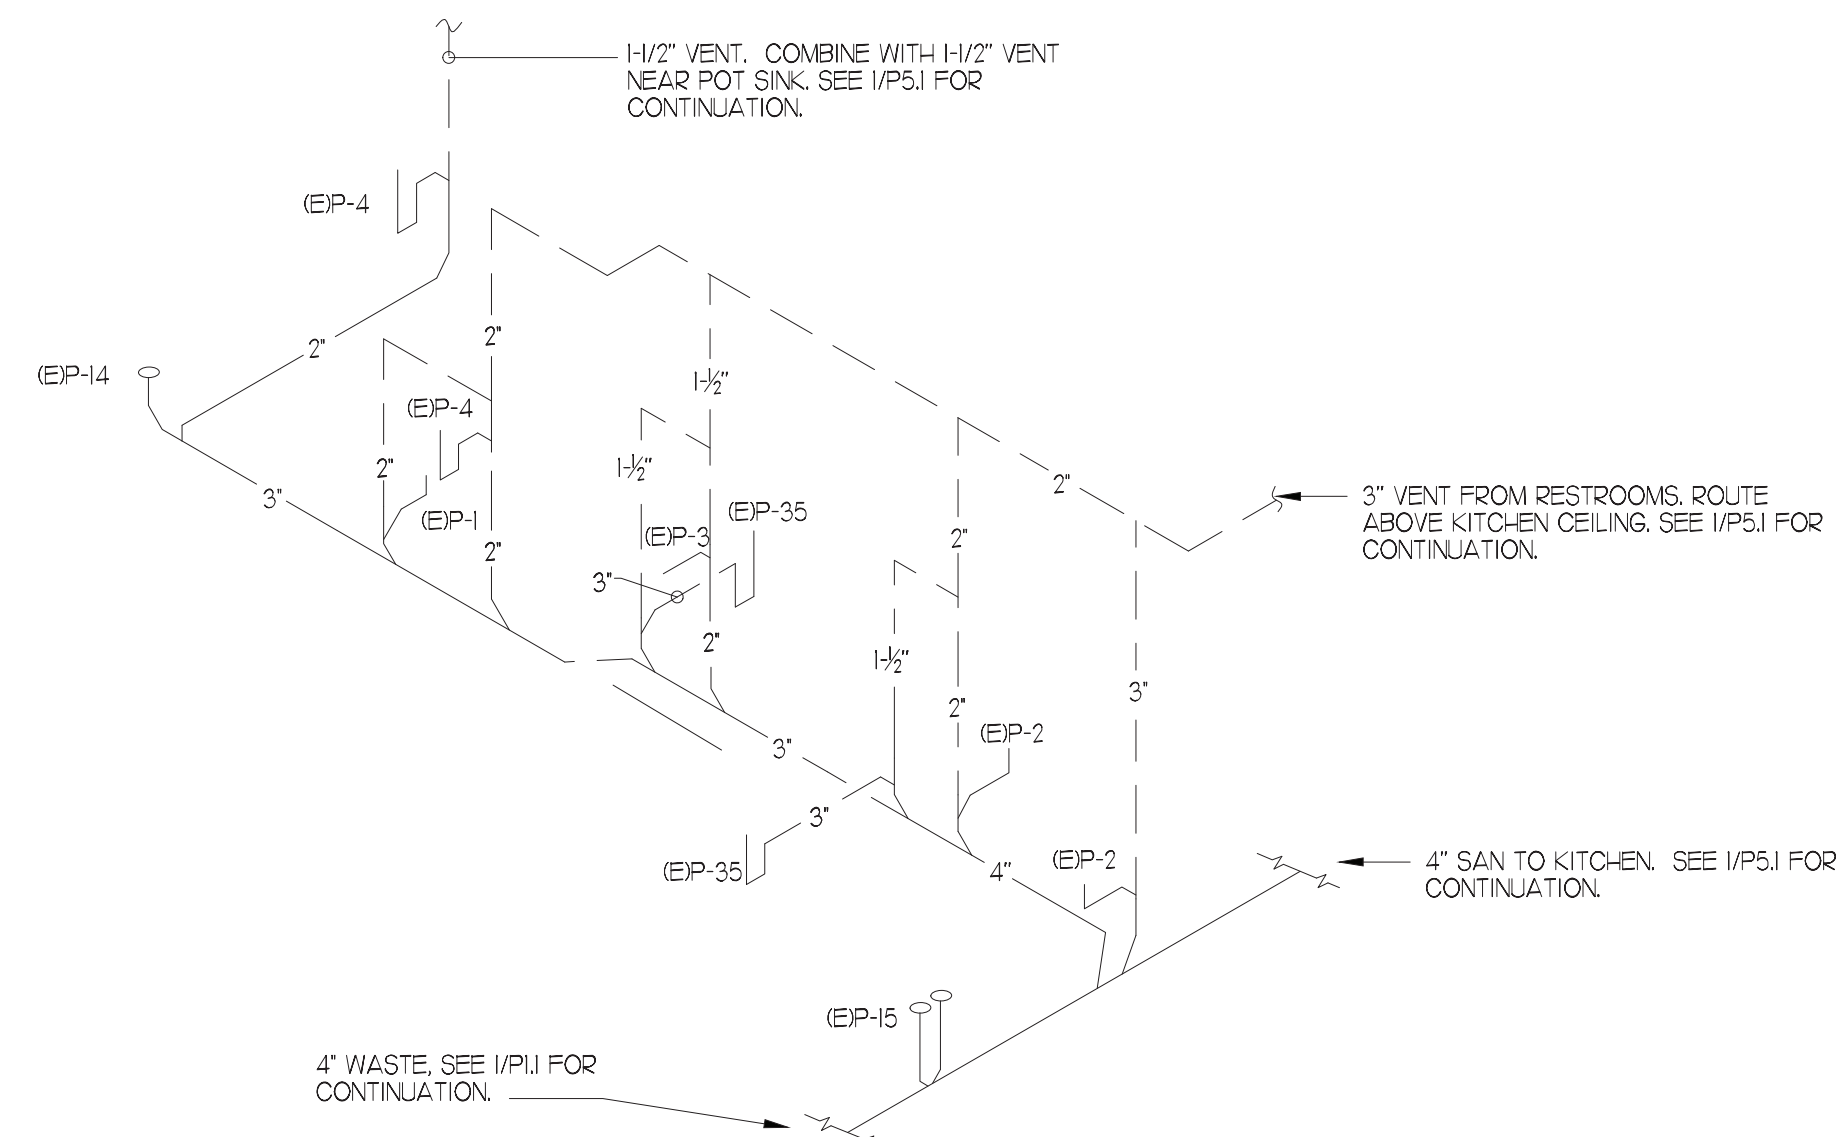 1-1/2" VENT.  COMBINE WITH 1-1/2" VENT
NEAR POT SINK. SEE 1/P5.1 FOR
CONTINUATION.
(E)P-4
2"
2"
(E)P-14
1-½"
(E)P-4
2"
1-½"
2"
3"
3" VENT FROM RESTROOMS. ROUTE
ABOVE KITCHEN CEILING. SEE 1/P5.1 FOR
CONTINUATION.
(E)P-1
(E)P-35
(E)P-3
2"
2"
3"
2"
1-½"
3"
2"
(E)P-2
3"
3"
(E)P-35
4"
(E)P-2
4" SAN TO KITCHEN.  SEE 1/P5.1 FOR
CONTINUATION.
(E)P-15
4" WASTE, SEE 1/P1.1 FOR
CONTINUATION.